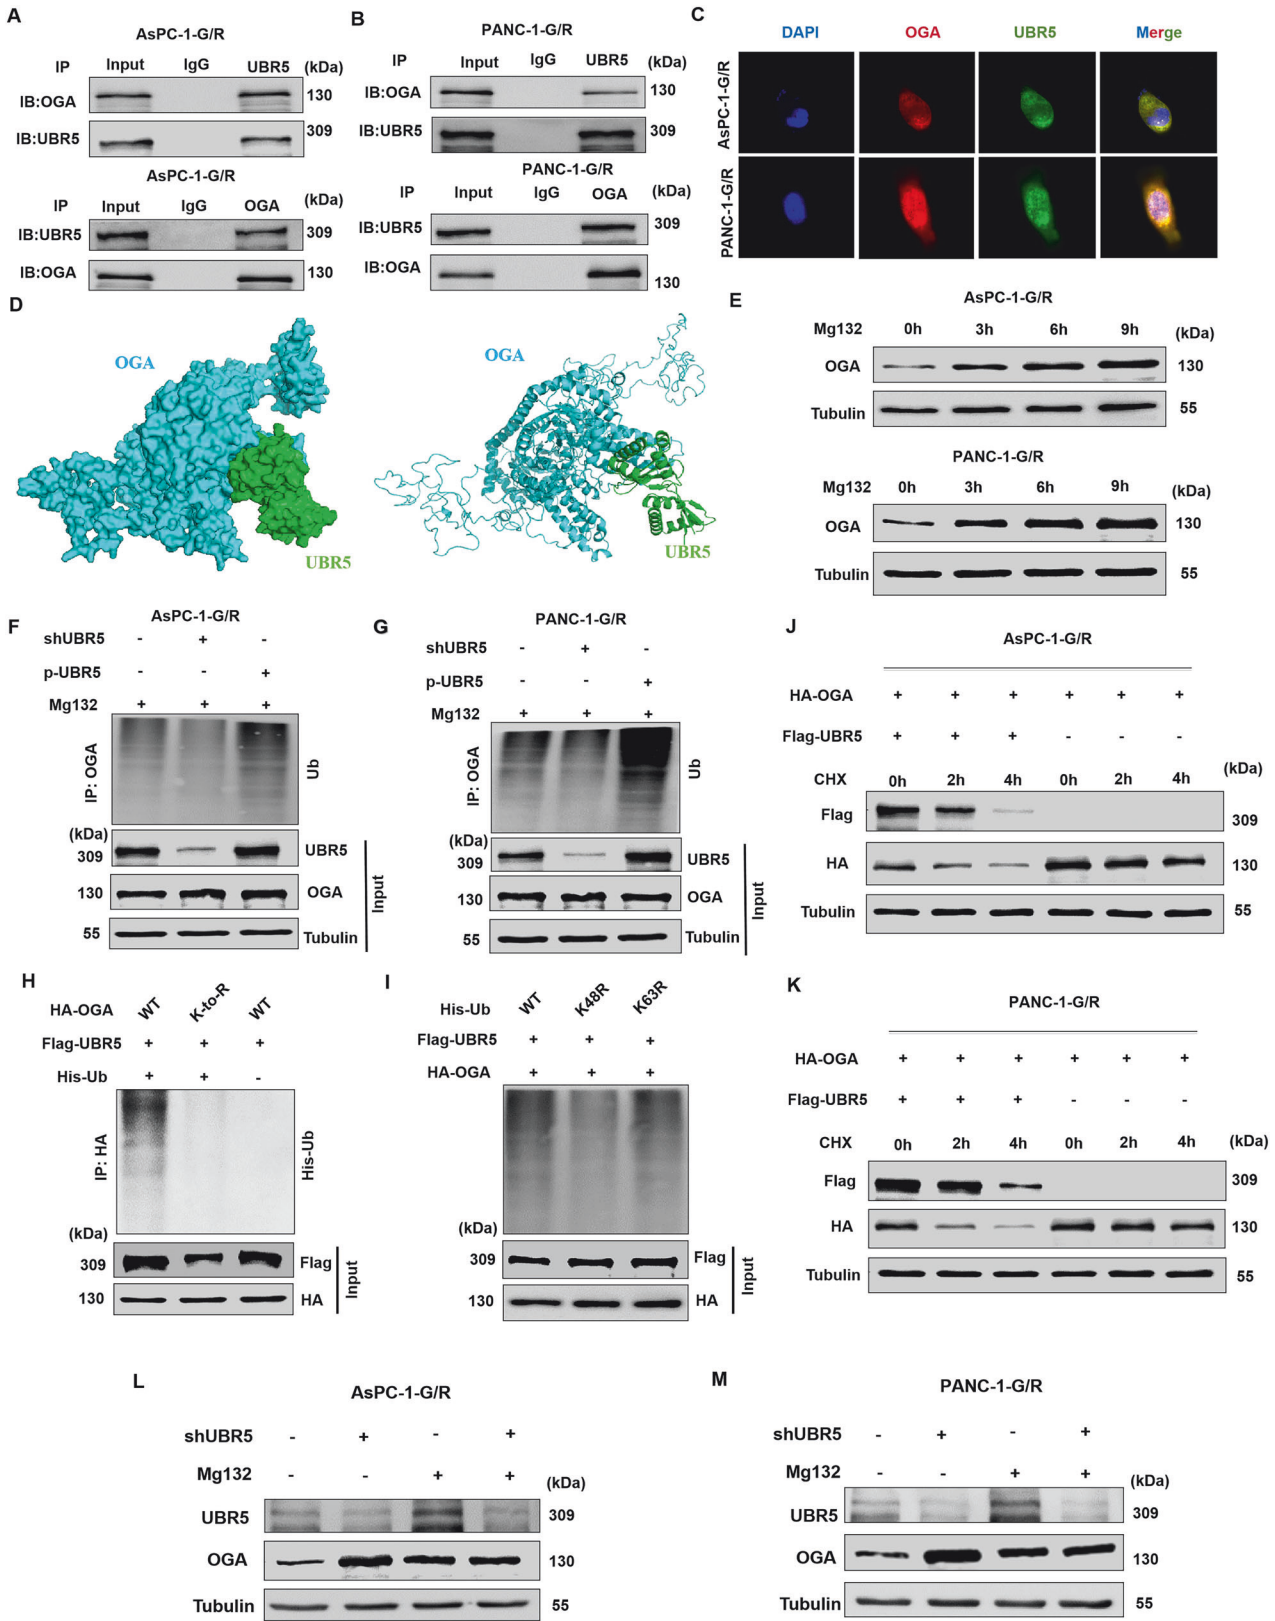 A
AsPC-1-G/R
IP Input IgG UBR5 (kDa)
IB:OGA 130
IB:UBR5 309
AsPC-1-G/R
IP Input IgG OGA (kDa)
IB:UBR5 309
IB:OGA 130
B
PANC-1-G/R
IP Input IgG UBR5 (kDa)
IB:OGA 130
IB:UBR5 309
PANC-1-G/R
IP Input IgG OGA (kDa)
IB:UBR5 309
IB:OGA 130
C
DAPI OGA UBR5 Merge
AsPC-1-G/R
PANC-1-G/R
D
OGA
UBR5
OGA
UBR5
E
AsPC-1-G/R
Mg132 0h 3h 6h 9h (kDa)
OGA 130
Tubulin 55
PANC-1-G/R
Mg132 0h 3h 6h 9h (kDa)
OGA 130
Tubulin 55
F
AsPC-1-G/R
shUBR5 - + -
p-UBR5 - - +
Mg132 + + +
IP: OGA
Ub
(kDa)
309 UBR5
130 OGA
55 Tubulin
Input
G
PANC-1-G/R
shUBR5 - + -
p-UBR5 - - +
Mg132 + + +
IP: OGA
Ub
(kDa)
309 UBR5
130 OGA
55 Tubulin
Input
H
HA-OGA WT K-to-R WT
Flag-UBR5 + + +
His-Ub + + -
IP: HA
His-Ub
(kDa)
309 Flag
130 HA
Input
I
His-Ub WT K48R K63R
Flag-UBR5 + + +
HA-OGA + + +
(kDa)
309 Flag
130 HA
Input
J
AsPC-1-G/R
HA-OGA + + + + + +
Flag-UBR5 + + + - - -
CHX 0h 2h 4h 0h 2h 4h (kDa)
Flag 309
HA 130
Tubulin 55
K
PANC-1-G/R
HA-OGA + + + + + +
Flag-UBR5 + + + - - -
CHX 0h 2h 4h 0h 2h 4h (kDa)
Flag 309
HA 130
Tubulin 55
L
AsPC-1-G/R
shUBR5 - + - +
Mg132 - - + + (kDa)
UBR5 309
OGA 130
Tubulin 55
M
PANC-1-G/R
shUBR5 - + - +
Mg132 - - + + (kDa)
UBR5 309
OGA 130
Tubulin 55